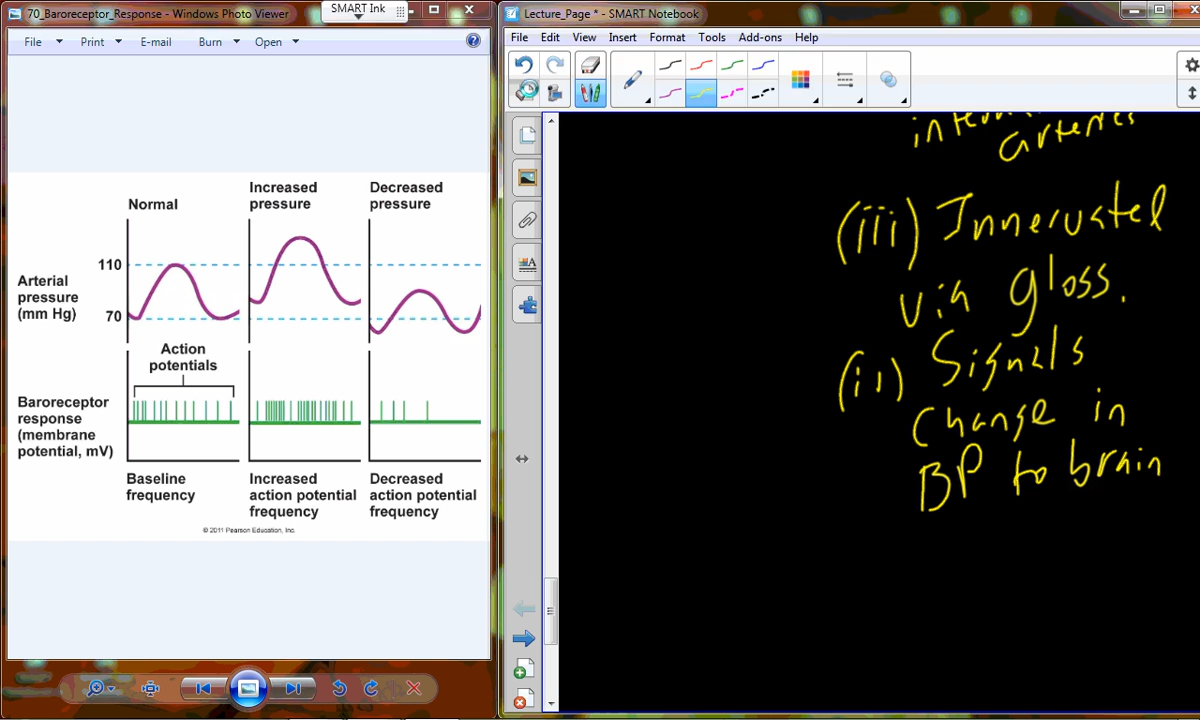 70_Baroreceptor_Response - Windows Photo Viewer
SMART Ink
File Print E-mail Burn Open
Normal
Increased
pressure
Decreased
pressure
Arterial
pressure
(mm Hg)
110
70
Action
potentials
Baroreceptor
response
(membrane
potential, mV)
Baseline
frequency
Increased
action potential
frequency
Decreased
action potential
frequency
© 2011 Pearson Education, Inc.
Lecture_Page * - SMART Notebook
File Edit View Insert Format Tools Add-ons Help
arteries
(iii) Innervated
via gloss.
Signals
Change in
BP to brain